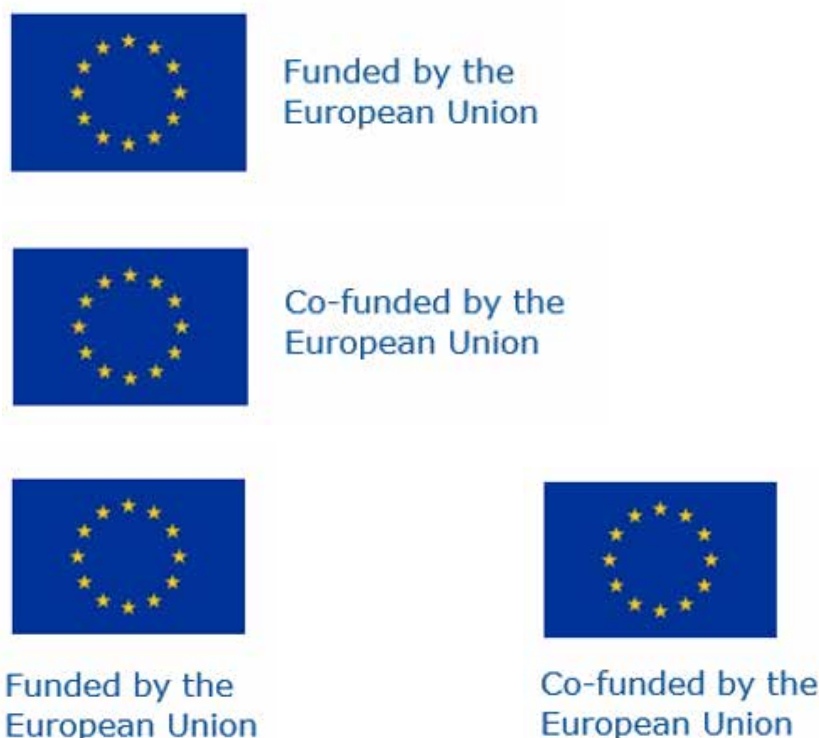 Funded by the
European Union
Co-funded by the
European Union
Funded by the
European Union
Co-funded by the
European Union